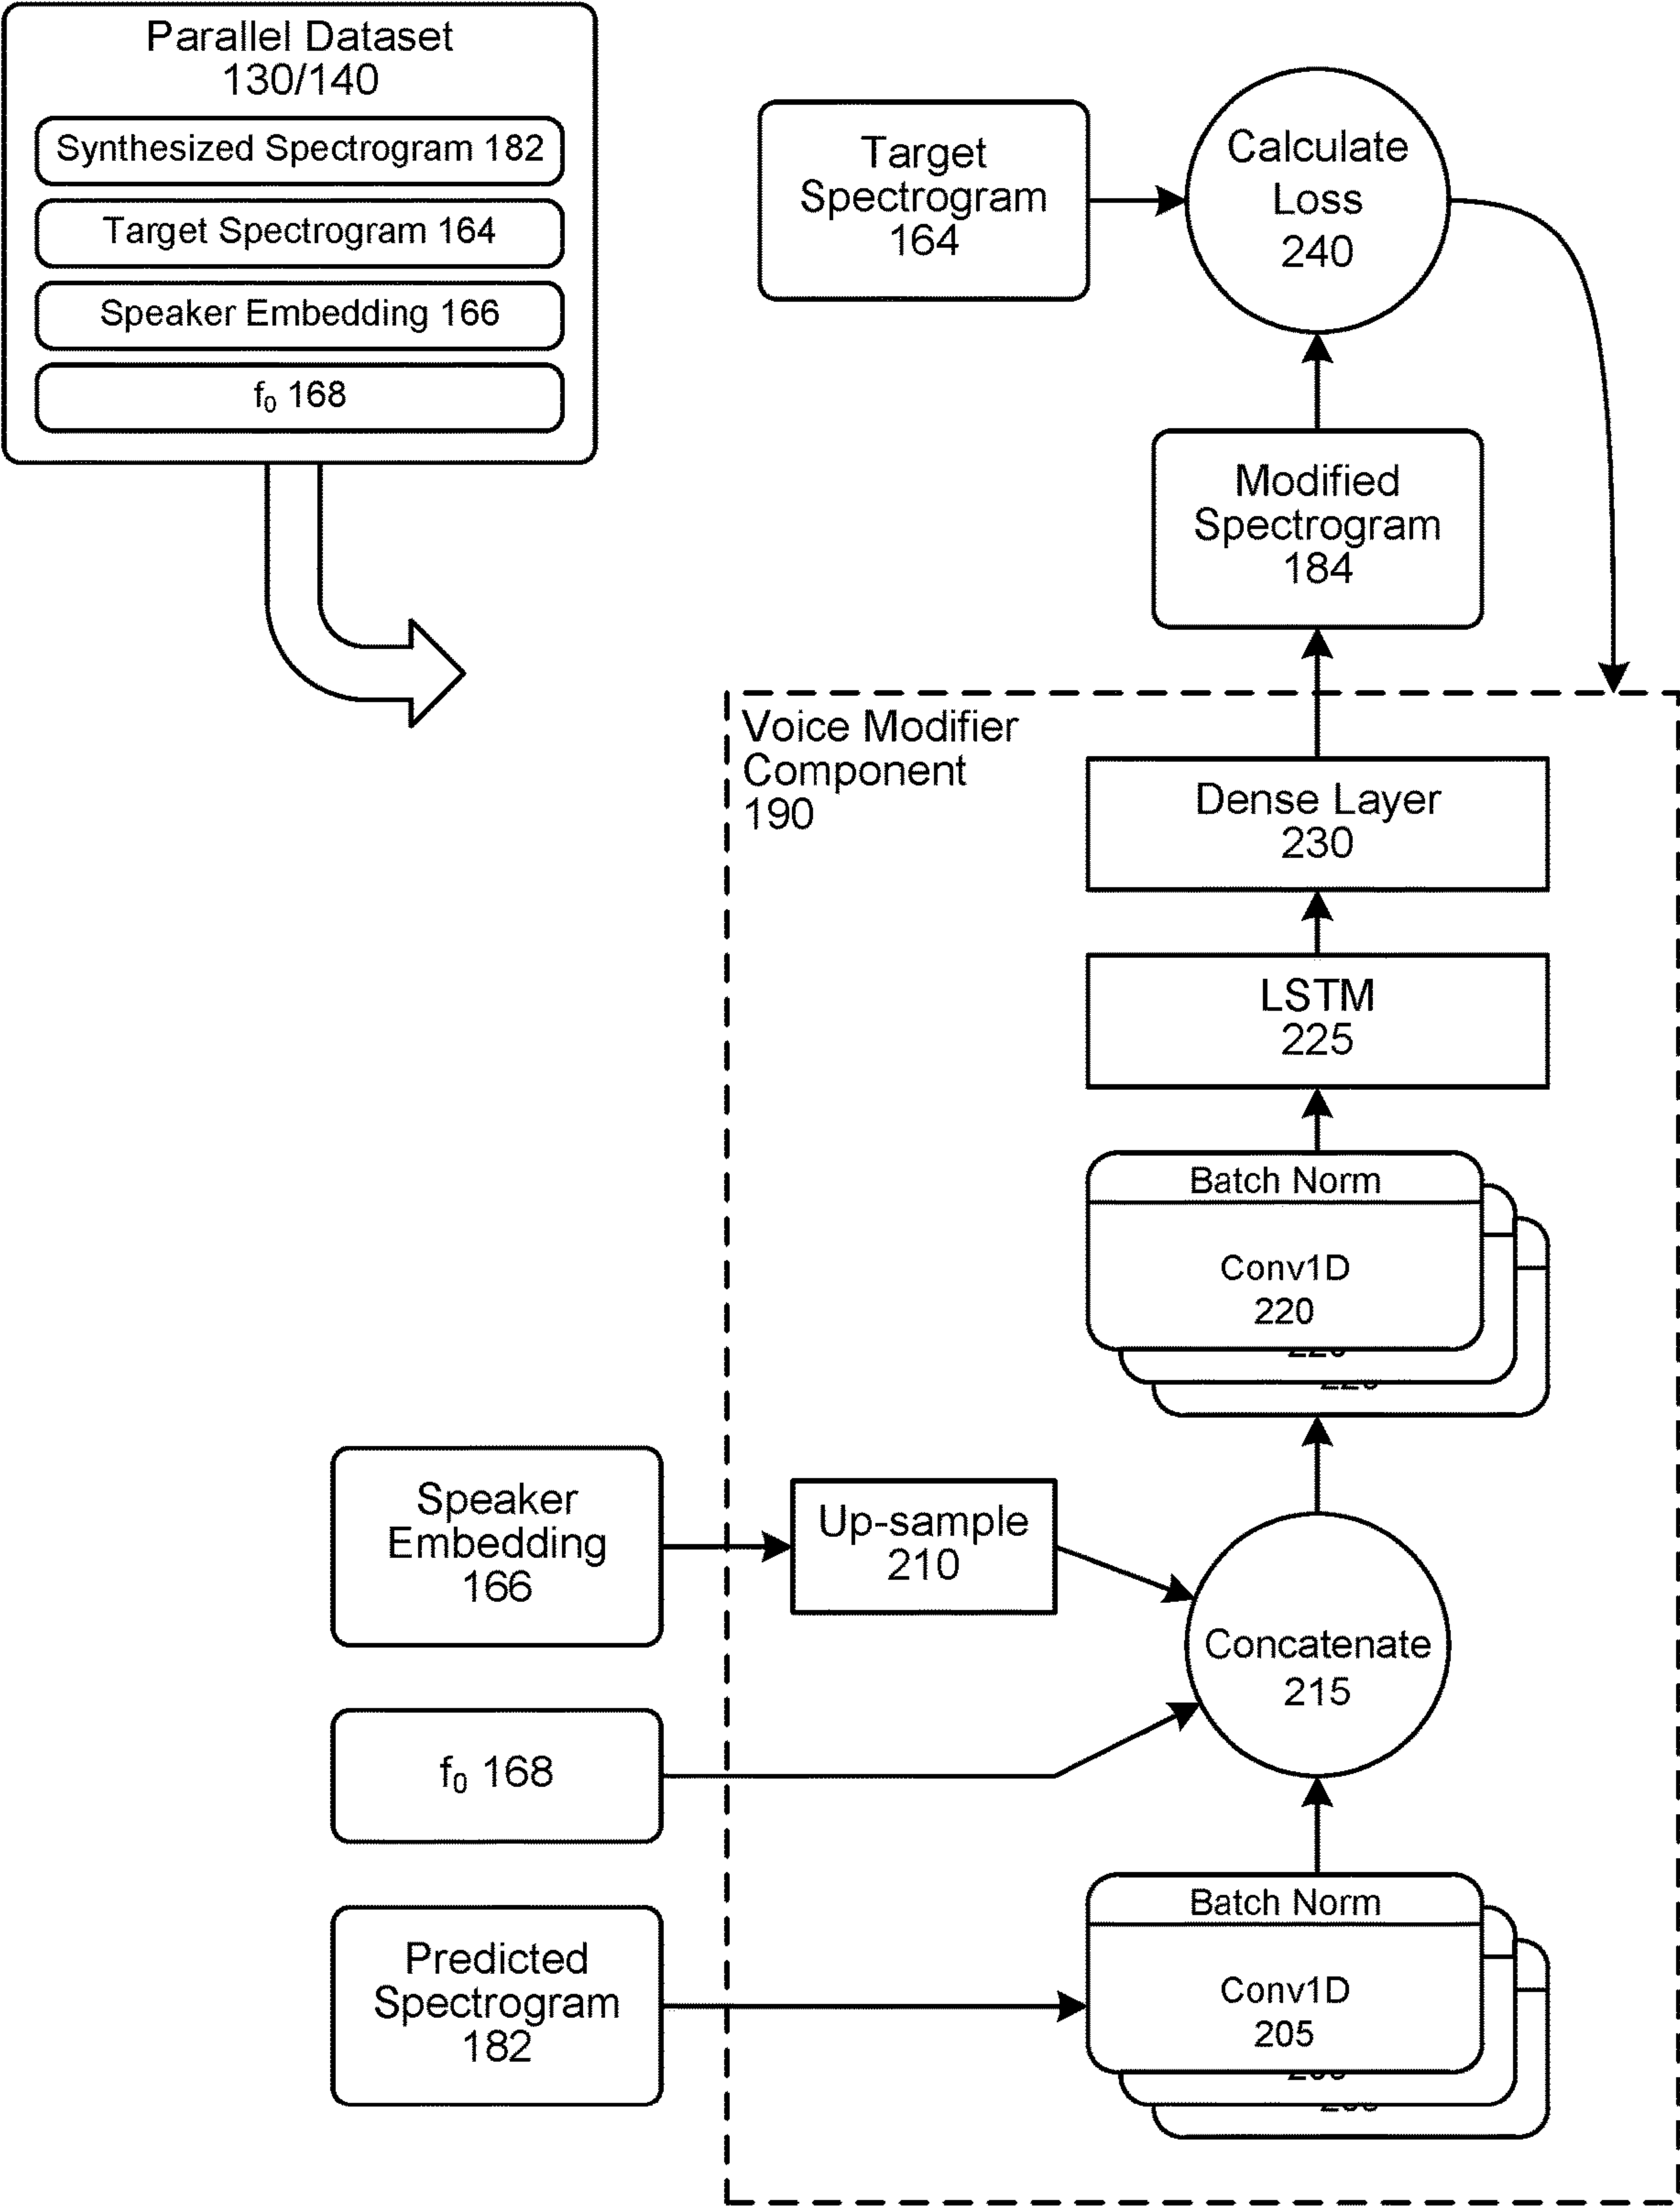 Parallel Dataset
130/140
Synthesized Spectrogram 182
Target Spectrogram 164
Speaker Embedding 166
f₀ 168
Target
Spectrogram
164
Calculate
Loss
240
Modified
Spectrogram
184
Voice Modifier
Component
190
Dense Layer
230
LSTM
225
Batch Norm
Conv1D
220
Speaker
Embedding
166
Up-sample
210
Concatenate
215
f₀ 168
Predicted
Spectrogram
182
Batch Norm
Conv1D
205